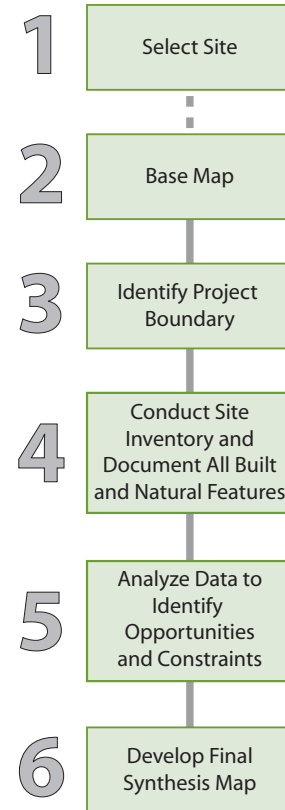 1
Select Site
2
Base Map
3
Identify Project
Boundary
4
Conduct Site
Inventory and
Document All Built
and Natural Features
5
Analyze Data to
Identify
Opportunities
and Constraints
6
Develop Final
Synthesis Map